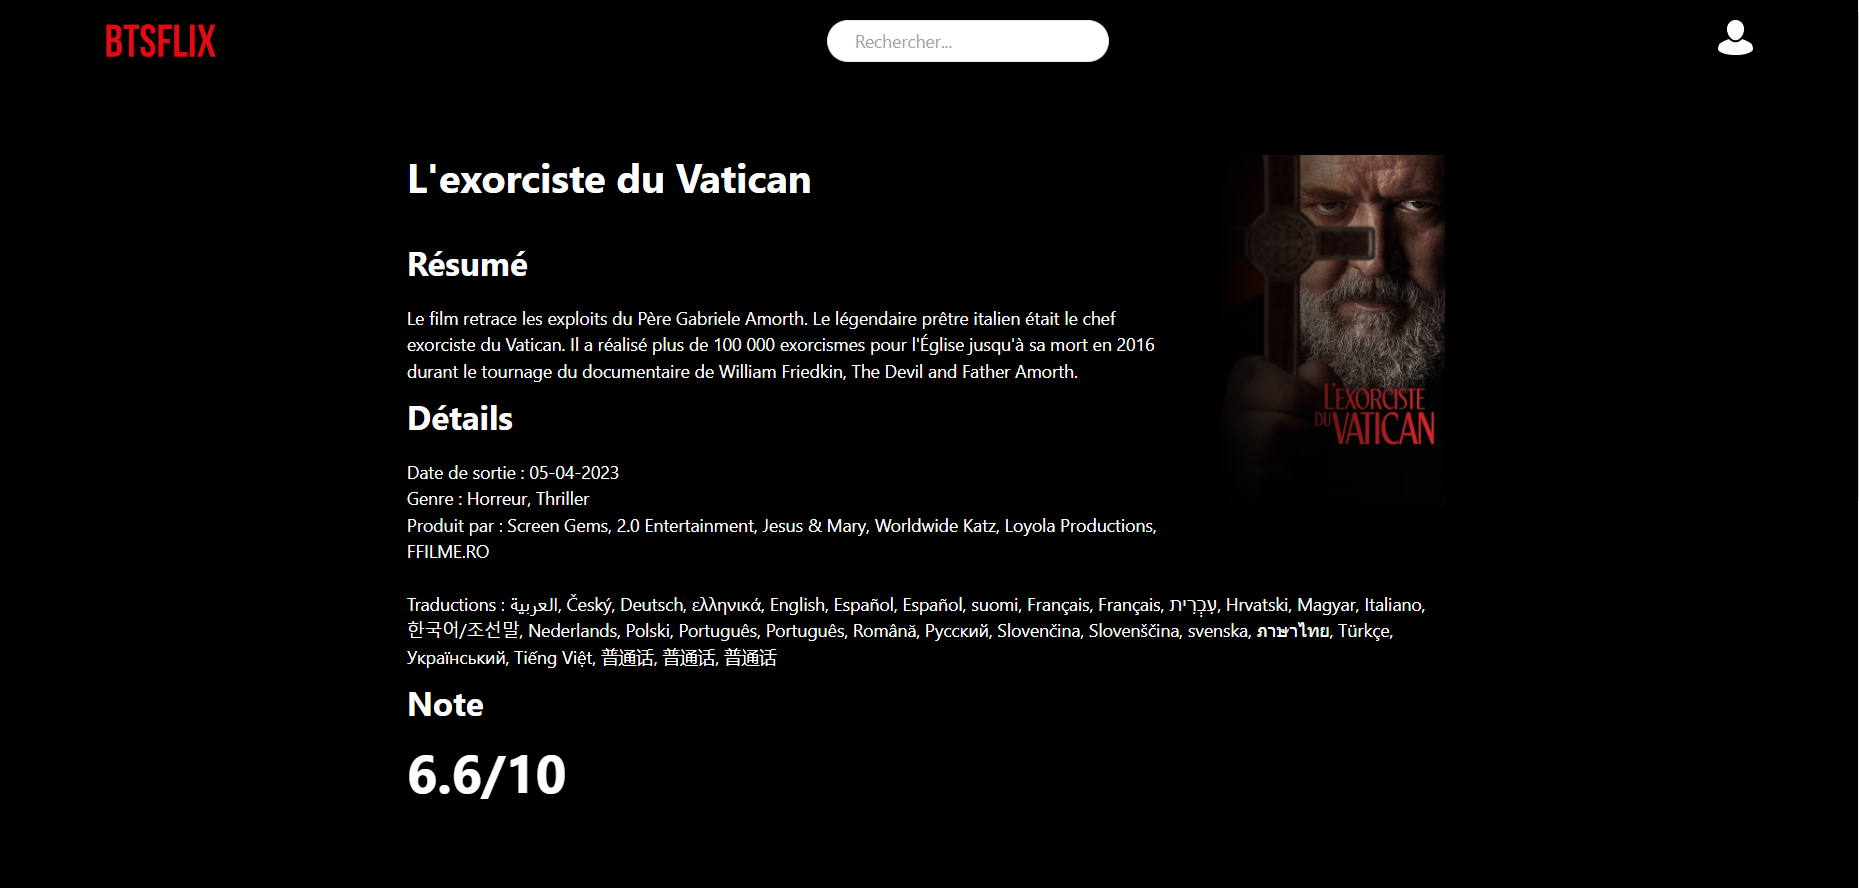 BTSFLIX
Rechercher...
L'exorciste du Vatican
Résumé
Le film retrace les exploits du Père Gabriele Amorth. Le légendaire prêtre italien était le chef
exorciste du Vatican. Il a réalisé plus de 100 000 exorcismes pour l'Église jusqu'à sa mort en 2016
durant le tournage du documentaire de William Friedkin, The Devil and Father Amorth.
L'EXORCISTE
DU VATICAN
Détails
Date de sortie : 05-04-2023
Genre : Horreur, Thriller
Produit par : Screen Gems, 2.0 Entertainment, Jesus & Mary, Worldwide Katz, Loyola Productions,
FFILME.RO
Traductions : العربية, Český, Deutsch, ελληνικά, English, Español, Español, suomi, Français, Français, עִבְרִית, Hrvatski, Magyar, Italiano,
한국어/조선말, Nederlands, Polski, Português, Português, Română, Pусский, Slovenčina, Slovenščina, svenska, ภาษาไทย, Türkçe,
Український, Tiếng Việt, 普通话, 普通话, 普通话
Note
6.6/10